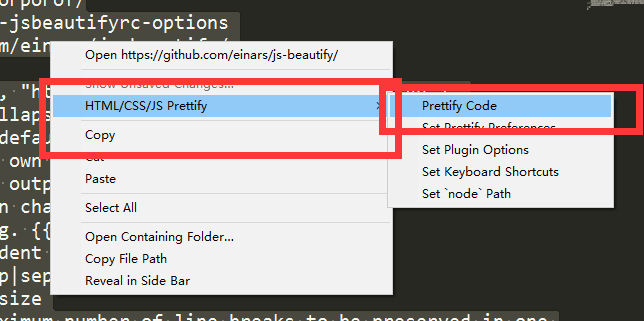 -jsbeautifyrc-options
m/einars/js-beautify/
Open https://github.com/einars/js-beautify/
Show Unsaved Changes...
, "ht
HTML/CSS/JS Prettify
Prettify Code
Set Prettify Preferences
defau
Copy
own
Cut
Set Plugin Options
outp
Paste
Set Keyboard Shortcuts
n cha
Select All
Set `node` Path
g. {{
dent
Open Containing Folder...
p|sep
Copy File Path
size
Reveal in Side Bar
ximum number of line breaks to be preserved in one